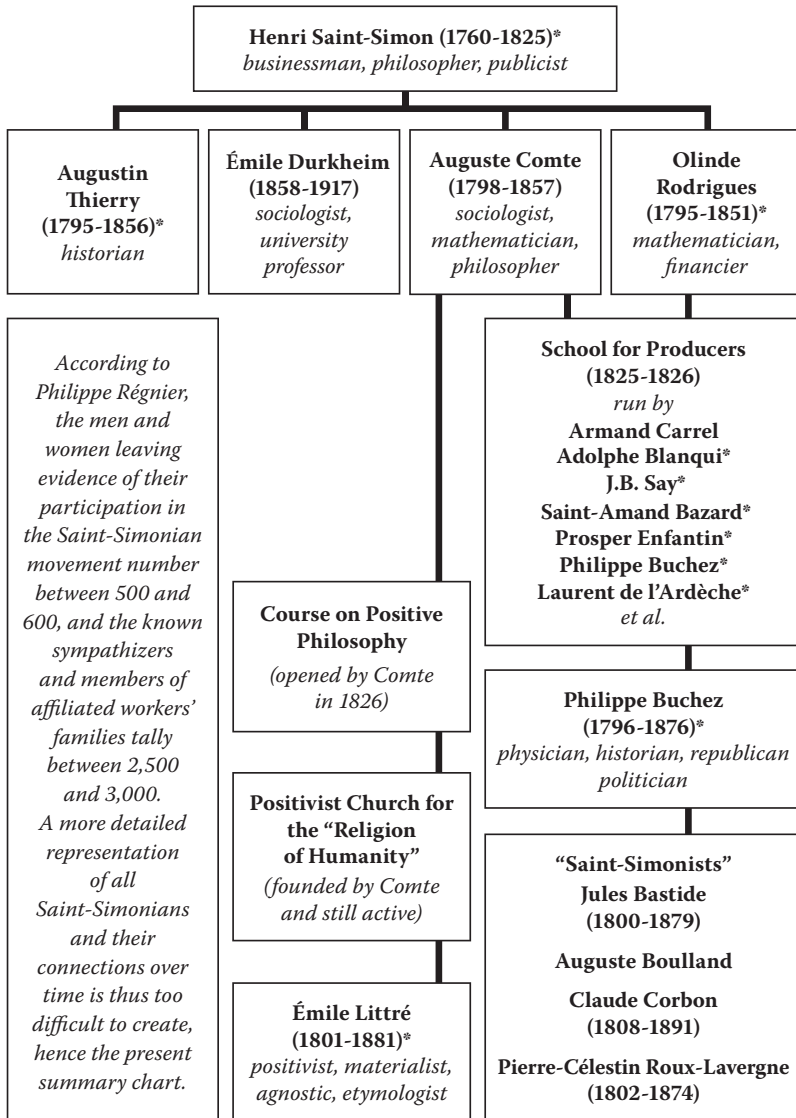 Henri Saint-Simon (1760-1825)*
businessman, philosopher, publicist
Augustin
Thierry
(1795-1856)*
historian
Émile Durkheim
(1858-1917)
sociologist,
university
professor
Auguste Comte
(1798-1857)
sociologist,
mathematician,
philosopher
Olinde
Rodrigues
(1795-1851)*
mathematician,
financier
According to
Philippe Régnier,
the men and
women leaving
evidence of their
participation in
the Saint-Simonian
movement number
between 500 and
600, and the known
sympathizers
and members of
affiliated workers’
families tally
between 2,500
and 3,000.
A more detailed
representation
of all
Saint-Simonians
and their
connections over
time is thus too
difficult to create,
hence the present
summary chart.
School for Producers
(1825-1826)
run by
Armand Carrel
Adolphe Blanqui*
J.B. Say*
Saint-Amand Bazard*
Prosper Enfantin*
Philippe Buchez*
Laurent de l’Ardèche*
et al.
Course on Positive
Philosophy
(opened by Comte
in 1826)
Philippe Buchez
(1796-1876)*
physician, historian, republican
politician
Positivist Church for
the “Religion
of Humanity”
(founded by Comte
and still active)
“Saint-Simonists”
Jules Bastide
(1800-1879)
Auguste Boulland
Claude Corbon
(1808-1891)
Pierre-Célestin Roux-Lavergne
(1802-1874)
Émile Littré
(1801-1881)*
positivist, materialist,
agnostic, etymologist